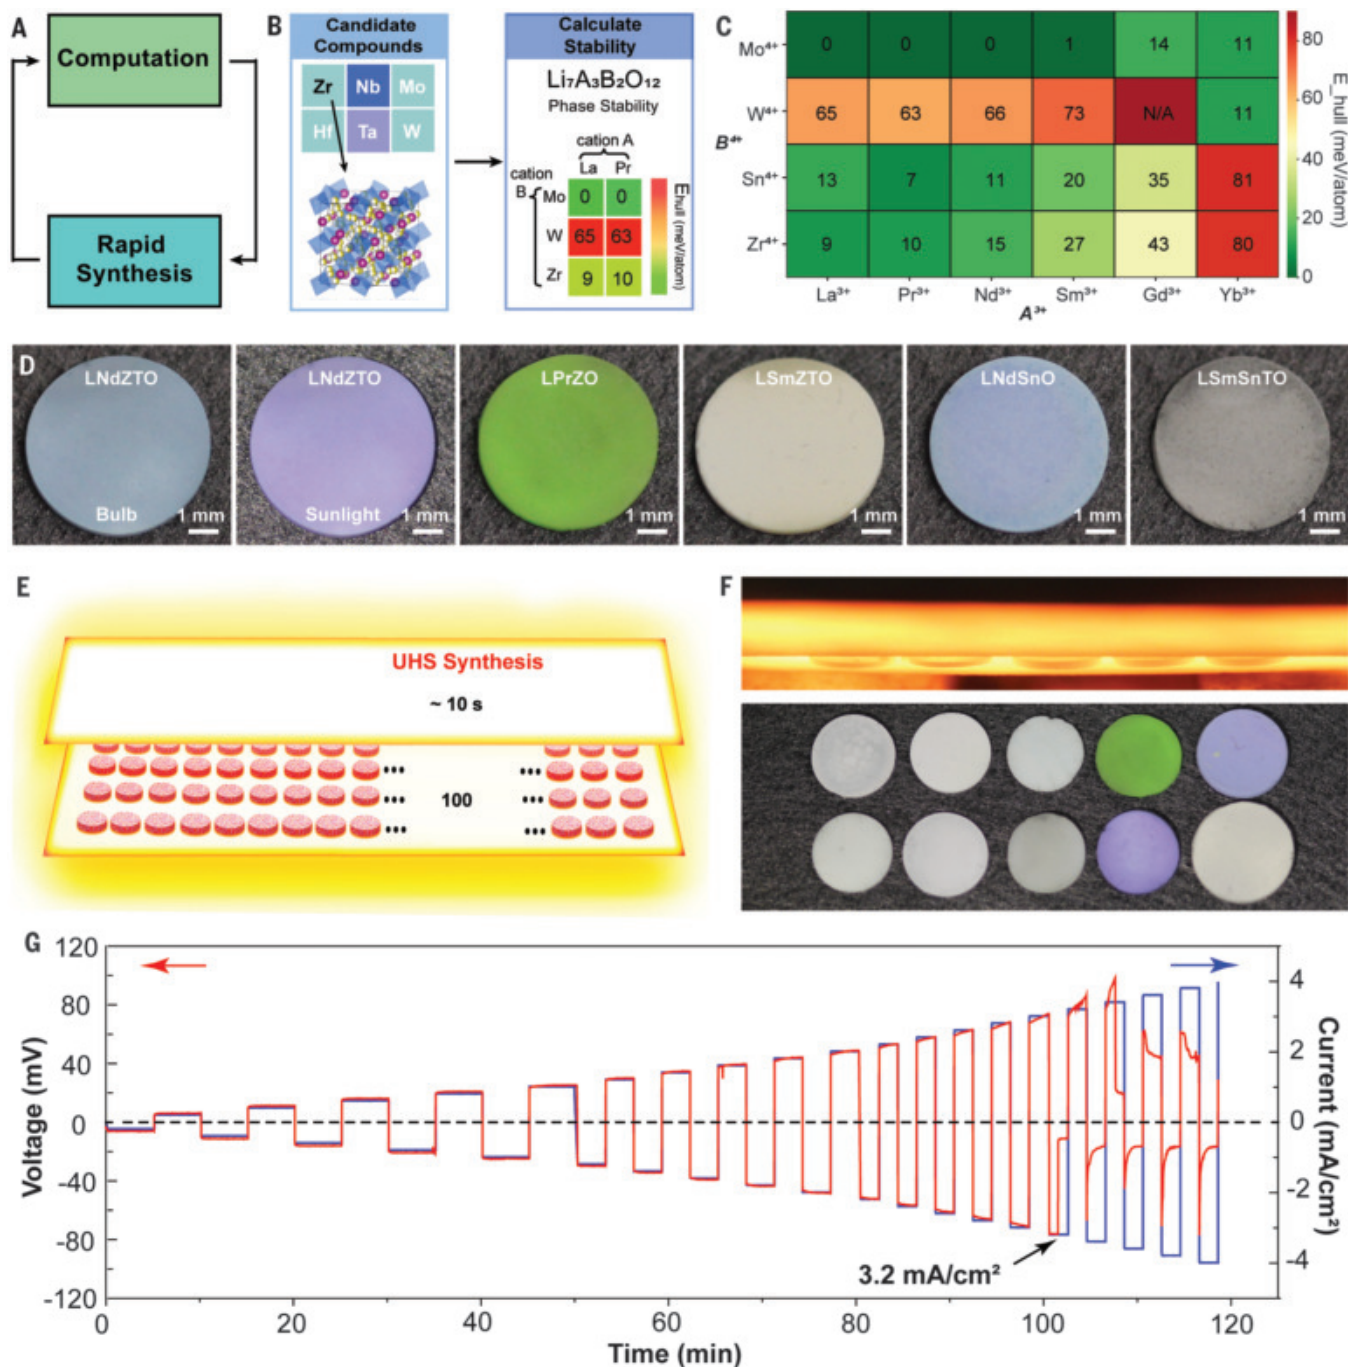 A
Computation
Rapid
Synthesis
B
Candidate
Compounds
Zr Nb Mo
Hf Ta W
Calculate
Stability
Li₇A₃B₂O₁₂
Phase Stability
cation A
La Pr
cation
B
Mo 0 0
W 65 63
Zr 9 10
Ehull (meV/atom)
C
Mo⁴⁺ 0 0 0 1 14 11
W⁴⁺ 65 63 66 73 N/A 11
Sn⁴⁺ 13 7 11 20 35 81
Zr⁴⁺ 9 10 15 27 43 80
B⁴⁺
La³⁺ Pr³⁺ Nd³⁺ Sm³⁺ Gd³⁺ Yb³⁺
A³⁺
80
60
40
20
0
E_hull (meV/atom)
D
LNdZTO
Bulb
1 mm
LNdZTO
Sunlight
1 mm
LPrZO
1 mm
LSmZTO
1 mm
LNdSnO
1 mm
LSmSnTO
1 mm
E
UHS Synthesis
~ 10 s
100
F
G
120
80
40
0
-40
-80
-120
Voltage (mV)
4
2
0
-2
-4
Current (mA/cm²)
3.2 mA/cm²
0 20 40 60 80 100 120
Time (min)